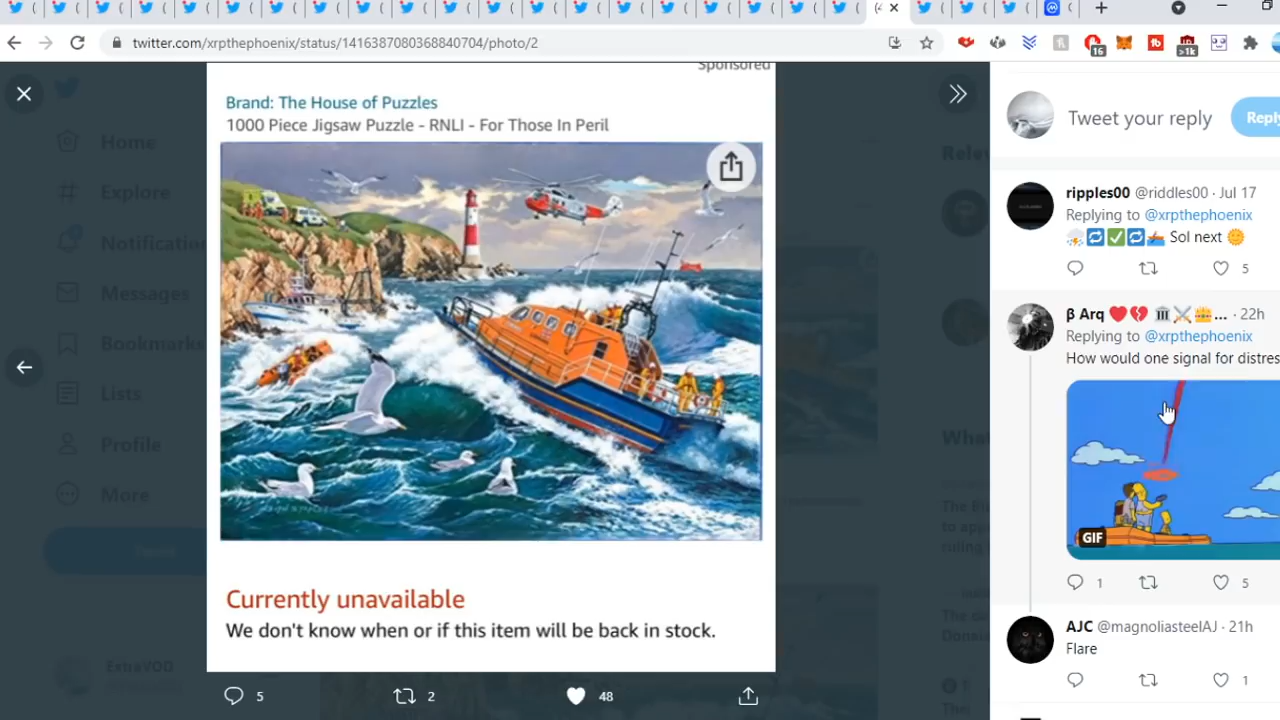 twitter.com/xrpthephoenix/status/1416387080368840704/photo/2
16
>1k
Sponsored
Brand: The House of Puzzles
1000 Piece Jigsaw Puzzle - RNLI - For Those In Peril
Currently unavailable
We don't know when or if this item will be back in stock.
5
2
48
Home
Explore
Notification
Messages
Bookmarks
Lists
Profile
More
ExtraVOD
Tweet your reply
Reply
ripples00 @riddles00 · Jul 17
Replying to @xrpthephoenix
Sol next
5
β Arq ... · 22h
Replying to @xrpthephoenix
How would one signal for distres
GIF
1
5
AJC @magnoliasteelAJ · 21h
Flare
1